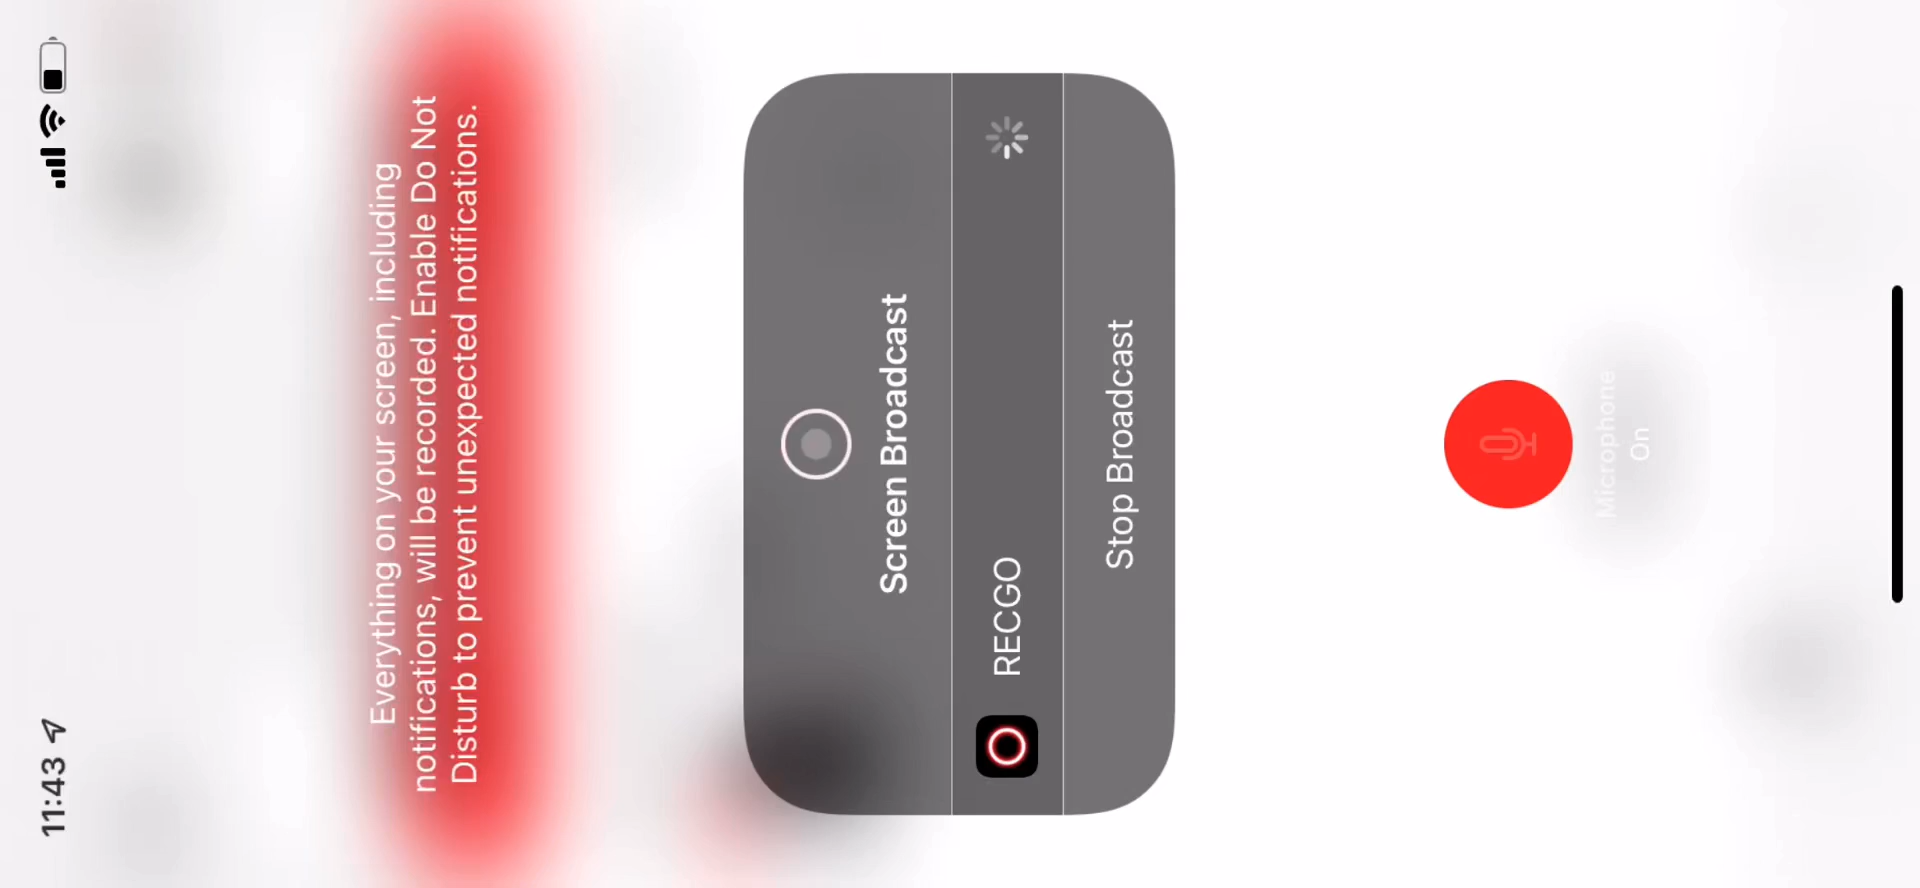 11:43
Everything on your screen, including
notifications, will be recorded. Enable Do Not
Disturb to prevent unexpected notifications.
Screen Broadcast
RECGO
Stop Broadcast
Microphone
On